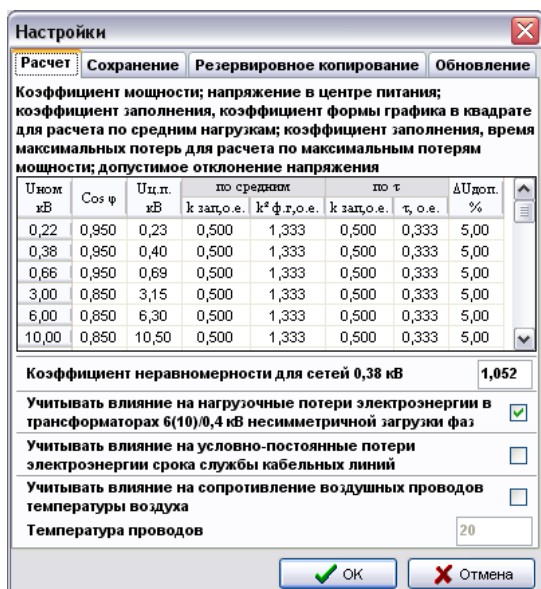 Настройки
Расчет Сохранение Резервировное копирование Обновление
Коэффициент мощности; напряжение в центре питания;
коэффициент заполнения, коэффициент формы графика в квадрате
для расчета по средним нагрузкам; коэффициент заполнения, время
максимальных потерь для расчета по максимальным потерям
мощности; допустимое отклонение напряжения
Uном кВ Cos φ Uц.п. кВ по средним по τ ΔUдоп. %
k зап,о.е. k² ф.г,о.е. k зап,о.е. τ, о.е.
0,22 0,950 0,23 0,500 1,333 0,500 0,333 5,00
0,38 0,950 0,40 0,500 1,333 0,500 0,333 5,00
0,66 0,950 0,69 0,500 1,333 0,500 0,333 5,00
3,00 0,850 3,15 0,500 1,333 0,500 0,333 5,00
6,00 0,850 6,30 0,500 1,333 0,500 0,333 5,00
10,00 0,850 10,50 0,500 1,333 0,500 0,333 5,00
Коэффициент неравномерности для сетей 0,38 кВ 1,052
Учитывать влияние на нагрузочные потери электроэнергии в
трансформаторах 6(10)/0,4 кВ несимметричной загрузки фаз
Учитывать влияние на условно-постоянные потери
электроэнергии срока службы кабельных линий
Учитывать влияние на сопротивление воздушных проводов
температуры воздуха
Температура проводов 20
ОК Отмена